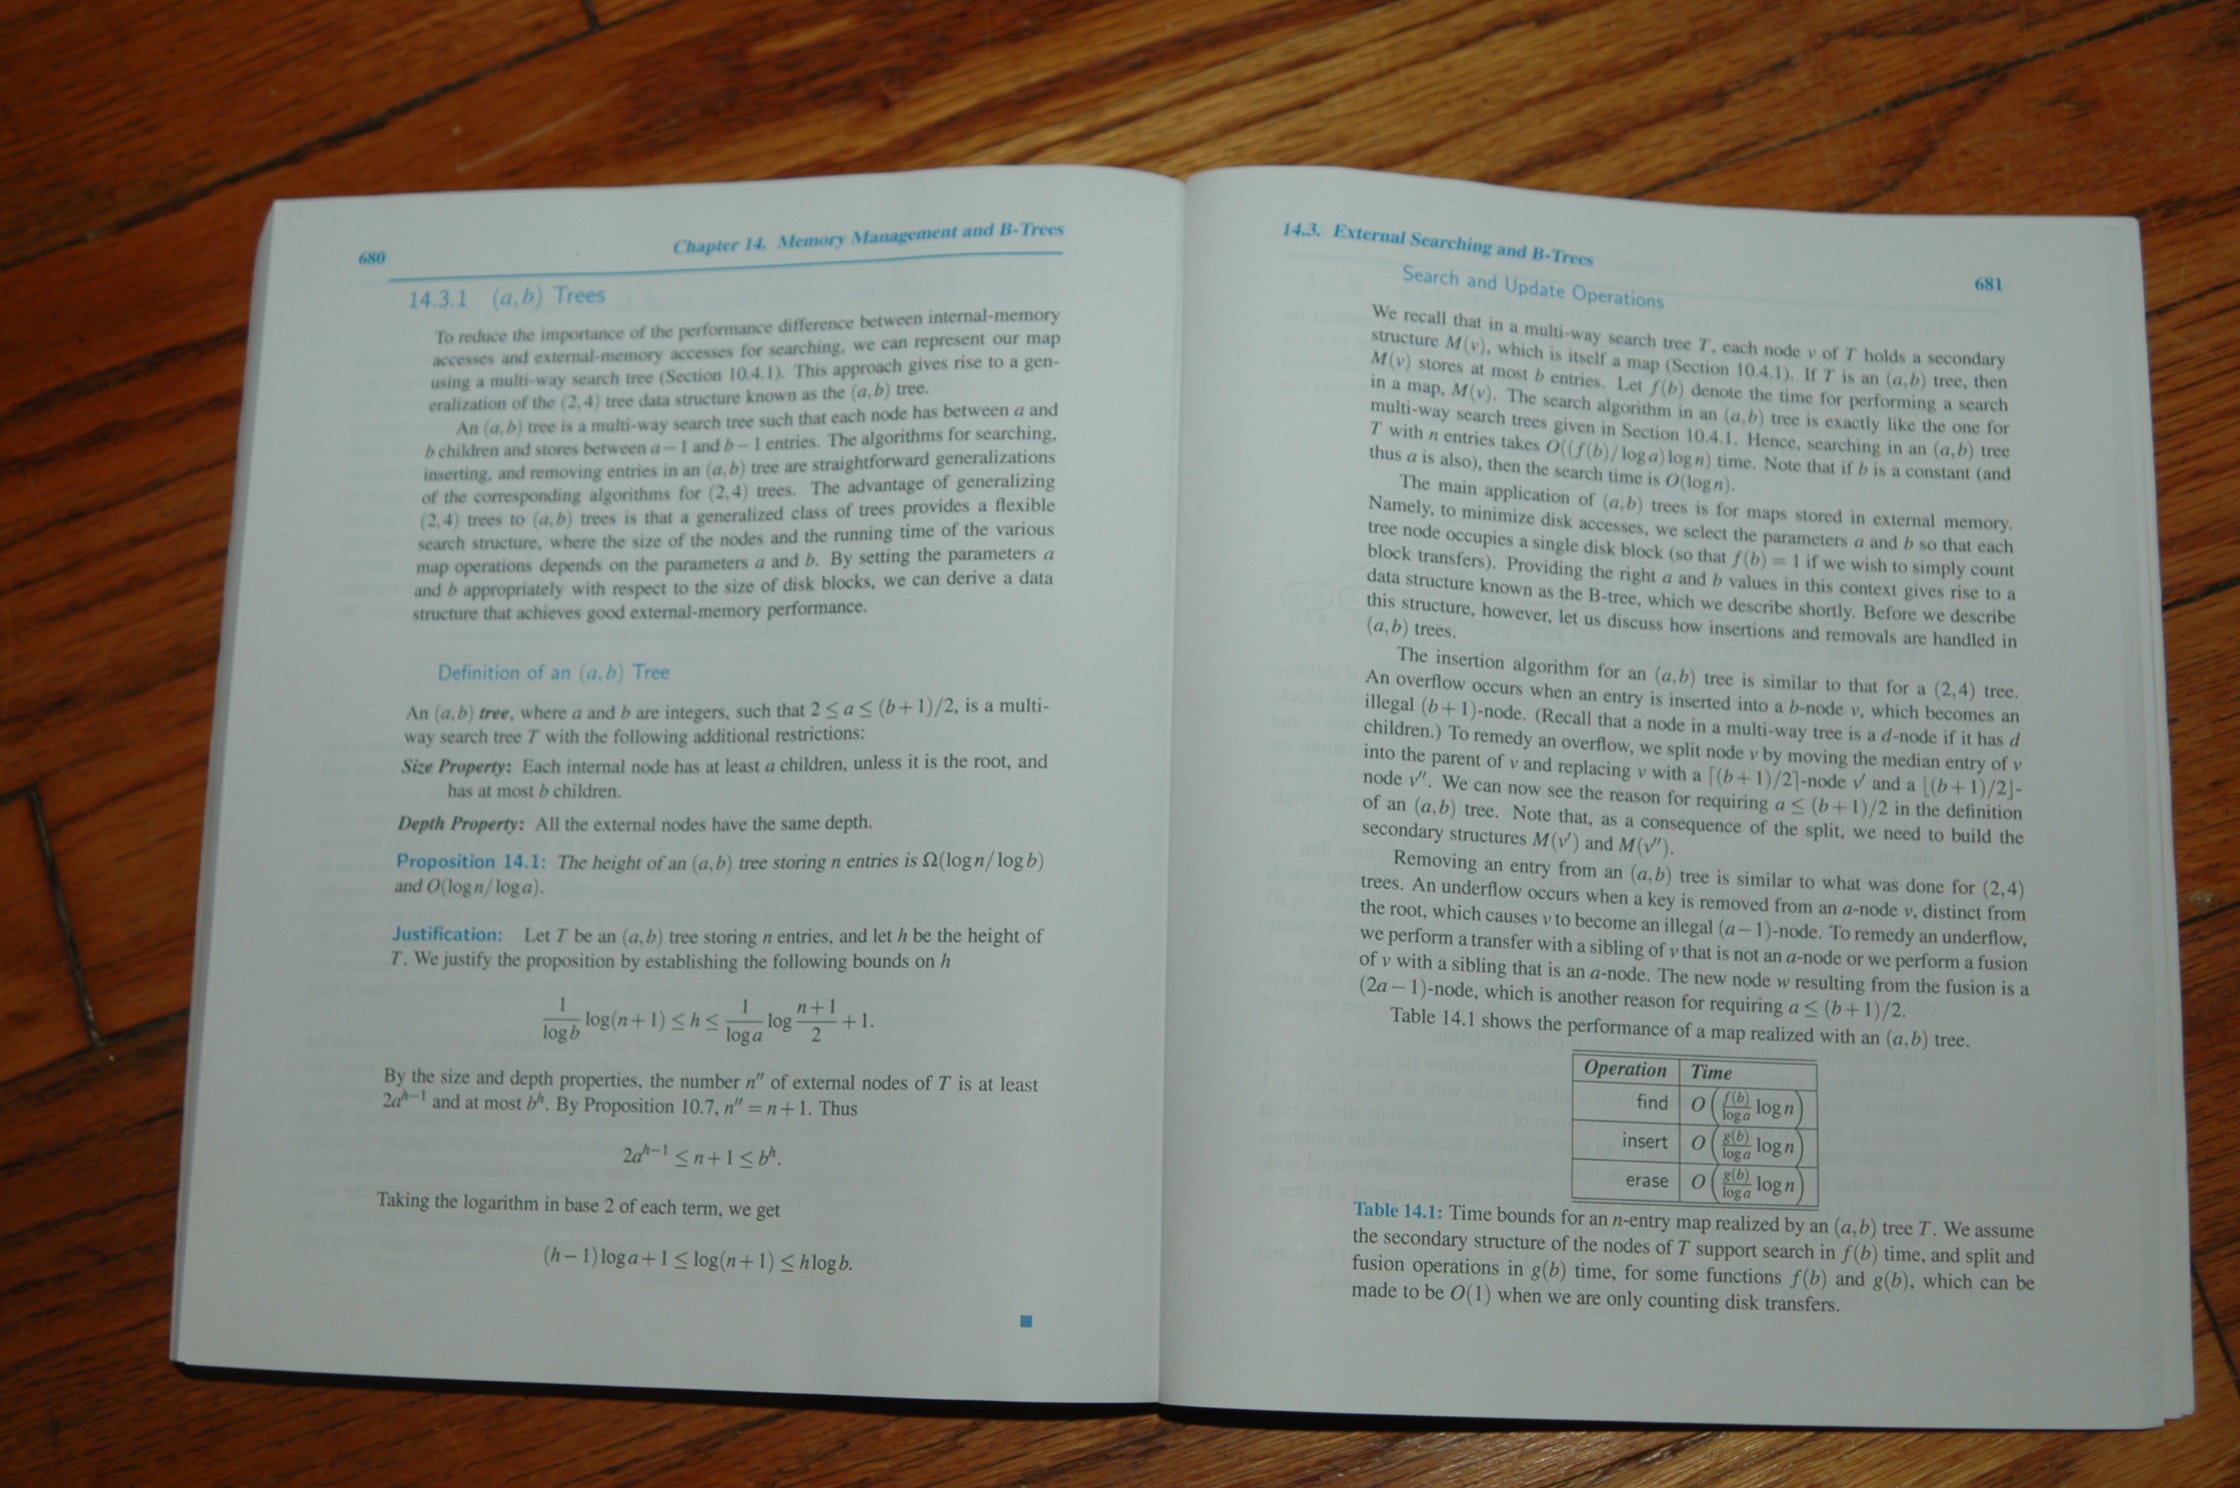 680
Chapter 14. Memory Management and B-Trees
14.3.1 (a,b) Trees
To reduce the importance of the performance difference between internal-memory
accesses and external-memory accesses for searching, we can represent our map
using a multi-way search tree (Section 10.4.1). This approach gives rise to a gen-
eralization of the (2,4) tree data structure known as the (a,b) tree.
An (a,b) tree is a multi-way search tree such that each node has between a and
b children and stores between a − 1 and b − 1 entries. The algorithms for searching,
inserting, and removing entries in an (a,b) tree are straightforward generalizations
of the corresponding algorithms for (2,4) trees. The advantage of generalizing
(2,4) trees to (a,b) trees is that a generalized class of trees provides a flexible
search structure, where the size of the nodes and the running time of the various
map operations depends on the parameters a and b. By setting the parameters a
and b appropriately with respect to the size of disk blocks, we can derive a data
structure that achieves good external-memory performance.
Definition of an (a,b) Tree
An (a,b) tree, where a and b are integers, such that 2 ≤ a ≤ (b+1)/2, is a multi-
way search tree T with the following additional restrictions:
Size Property: Each internal node has at least a children, unless it is the root, and
has at most b children.
Depth Property: All the external nodes have the same depth.
Proposition 14.1: The height of an (a,b) tree storing n entries is Ω(log n/ log b)
and O(log n/ log a).
Justification: Let T be an (a,b) tree storing n entries, and let h be the height of
T. We justify the proposition by establishing the following bounds on h
1/log b log(n+1) ≤ h ≤ 1/log a log n+1/2 + 1.
By the size and depth properties, the number n″ of external nodes of T is at least
2a^{h−1} and at most b^h. By Proposition 10.7, n″ = n+1. Thus
2a^{h−1} ≤ n+1 ≤ b^h.
Taking the logarithm in base 2 of each term, we get
(h−1) log a + 1 ≤ log(n+1) ≤ h log b.
14.3. External Searching and B-Trees
681
Search and Update Operations
We recall that in a multi-way search tree T, each node v of T holds a secondary
structure M(v), which is itself a map (Section 10.4.1). If T is an (a,b) tree, then
M(v) stores at most b entries. Let f(b) denote the time for performing a search
in a map, M(v). The search algorithm in an (a,b) tree is exactly like the one for
multi-way search trees given in Section 10.4.1. Hence, searching in an (a,b) tree
T with n entries takes O((f(b)/ log a) log n) time. Note that if b is a constant (and
thus a is also), then the search time is O(log n).
The main application of (a,b) trees is for maps stored in external memory.
Namely, to minimize disk accesses, we select the parameters a and b so that each
tree node occupies a single disk block (so that f(b) = 1 if we wish to simply count
block transfers). Providing the right a and b values in this context gives rise to a
data structure known as the B-tree, which we describe shortly. Before we describe
this structure, however, let us discuss how insertions and removals are handled in
(a,b) trees.
The insertion algorithm for an (a,b) tree is similar to that for a (2,4) tree.
An overflow occurs when an entry is inserted into a b-node v, which becomes an
illegal (b+1)-node. (Recall that a node in a multi-way tree is a d-node if it has d
children.) To remedy an overflow, we split node v by moving the median entry of v
into the parent of v and replacing v with a ⌈(b+1)/2⌉-node v′ and a ⌊(b+1)/2⌋-
node v″. We can now see the reason for requiring a ≤ (b+1)/2 in the definition
of an (a,b) tree. Note that, as a consequence of the split, we need to build the
secondary structures M(v′) and M(v″).
Removing an entry from an (a,b) tree is similar to what was done for (2,4)
trees. An underflow occurs when a key is removed from an a-node v, distinct from
the root, which causes v to become an illegal (a−1)-node. To remedy an underflow,
we perform a transfer with a sibling of v that is not an a-node or we perform a fusion
of v with a sibling that is an a-node. The new node w resulting from the fusion is a
(2a−1)-node, which is another reason for requiring a ≤ (b+1)/2.
Table 14.1 shows the performance of a map realized with an (a,b) tree.
Operation Time
find O(f(b)/log a log n)
insert O(g(b)/log a log n)
erase O(g(b)/log a log n)
Table 14.1: Time bounds for an n-entry map realized by an (a,b) tree T. We assume
the secondary structure of the nodes of T support search in f(b) time, and split and
fusion operations in g(b) time, for some functions f(b) and g(b), which can be
made to be O(1) when we are only counting disk transfers.